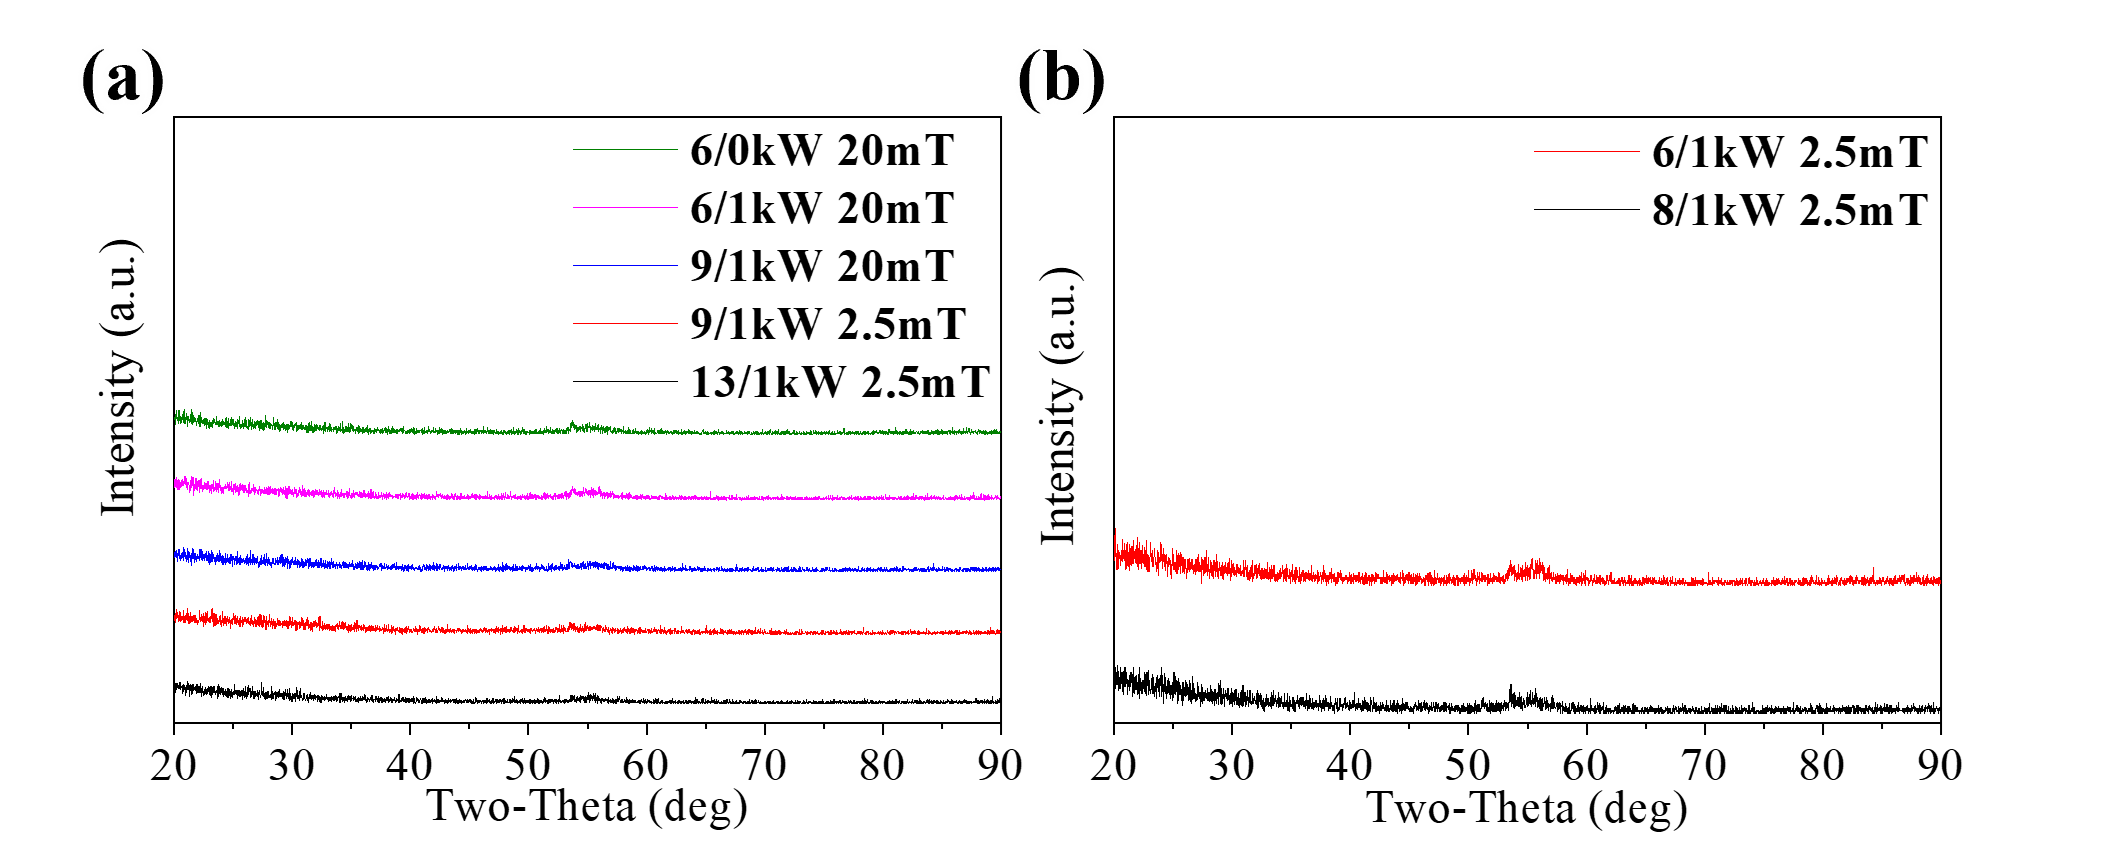 (a)
6/0kW 20mT
6/1kW 20mT
9/1kW 20mT
9/1kW 2.5mT
13/1kW 2.5mT
Intensity (a.u.)
20 30 40 50 60 70 80 90
Two-Theta (deg)
(b)
6/1kW 2.5mT
8/1kW 2.5mT
Intensity (a.u.)
20 30 40 50 60 70 80 90
Two-Theta (deg)